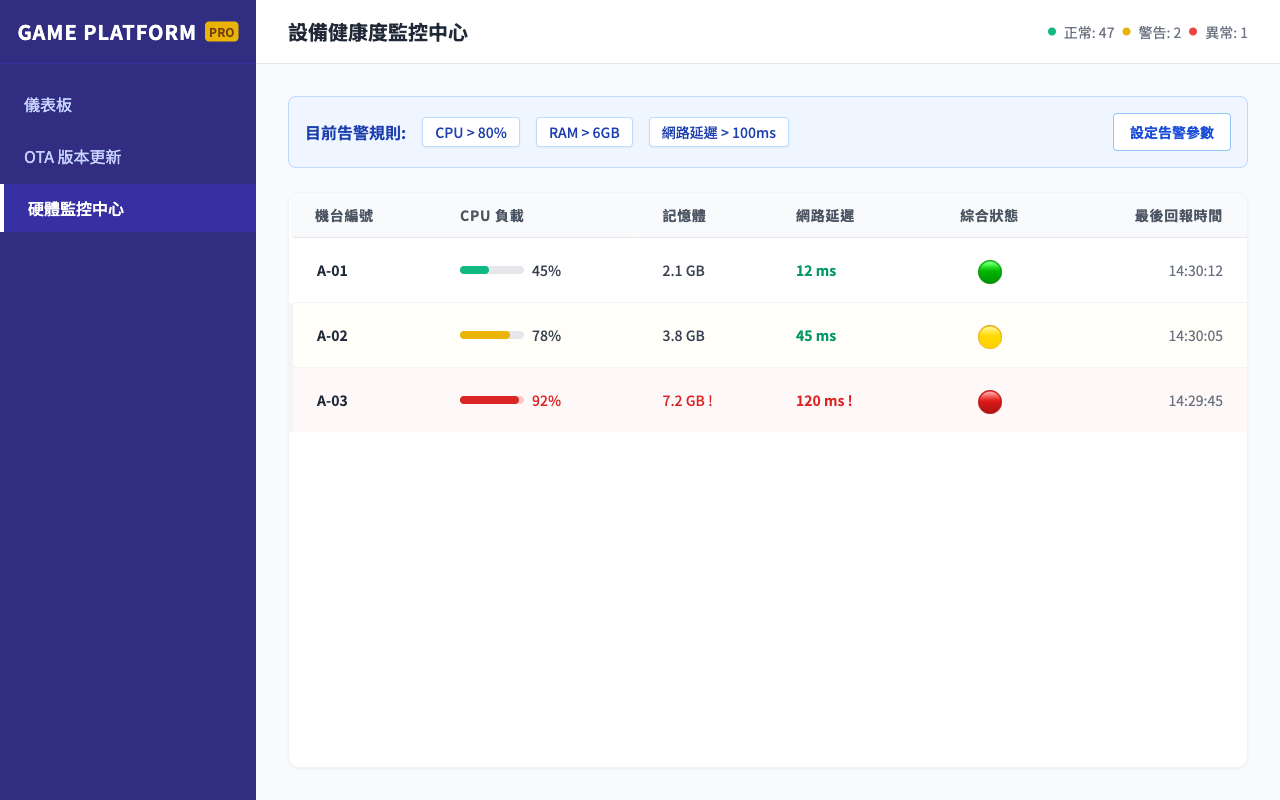 GAME PLATFORM PRO
儀表板
OTA 版本更新
硬體監控中心
設備健康度監控中心
正常: 47 警告: 2 異常: 1
目前告警規則: CPU > 80% RAM > 6GB 網路延遲 > 100ms 設定告警參數
機台編號 CPU 負載 記憶體 網路延遲 綜合狀態 最後回報時間
A-01 45% 2.1 GB 12 ms 14:30:12
A-02 78% 3.8 GB 45 ms 14:30:05
A-03 92% 7.2 GB ! 120 ms ! 14:29:45